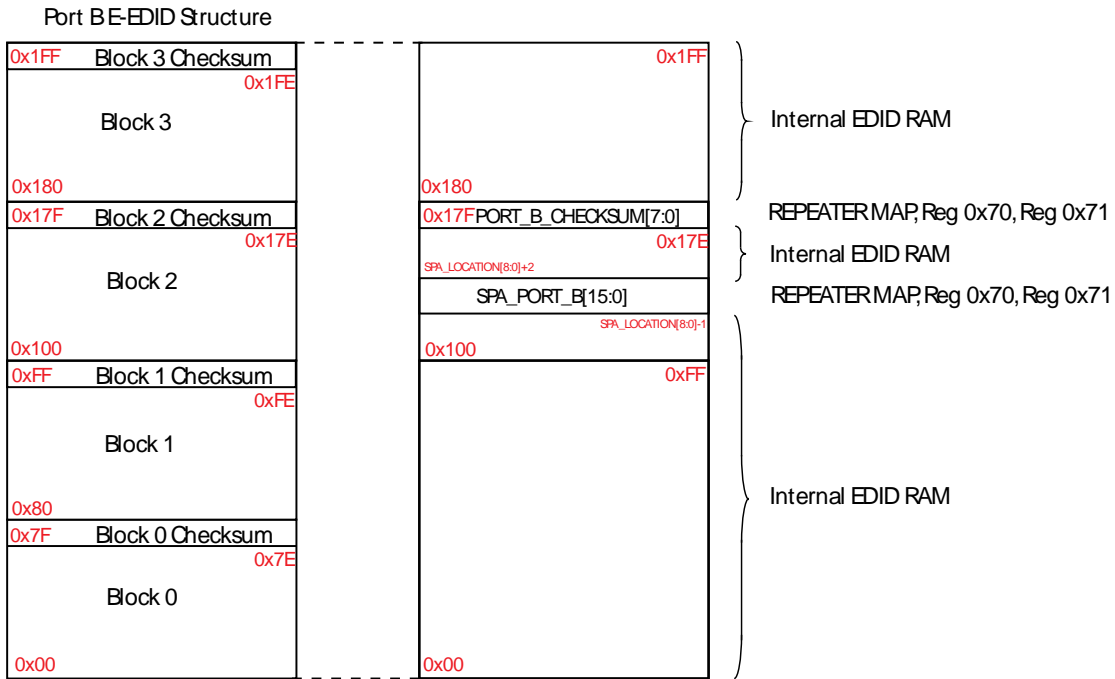 Port B E-EDID Structure
0x1FF Block 3 Checksum
0x1FE
Block 3
0x180
0x17F Block 2 Checksum
0x17E
Block 2
0x100
0xFF Block 1 Checksum
0xFE
Block 1
0x80
0x7F Block 0 Checksum
0x7E
Block 0
0x00
0x1FF
0x180
0x17F PORT_B_CHECKSUM[7:0]
0x17E
SPA_LOCATION[8:0]+2
SPA_PORT_B[15:0]
SPA_LOCATION[8:0]-1
0x100
0xFF
0x00
Internal EDID RAM
REPEATER MAP, Reg 0x70, Reg 0x71
Internal EDID RAM
REPEATER MAP, Reg 0x70, Reg 0x71
Internal EDID RAM